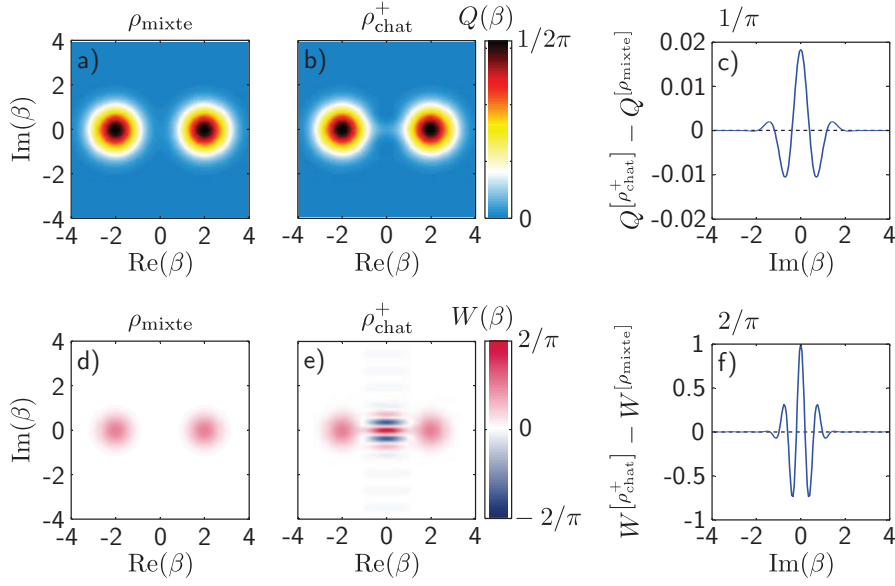 ρmixte
ρ⁺chat
Q(β)
1/2π
0
a)
b)
4
2
0
-2
-4
Im(β)
-4 -2 0 2 4
Re(β)
-4 -2 0 2 4
Re(β)
1/π
c)
0.02
0.01
0
-0.01
-0.02
Q[ρ⁺chat] − Q[ρmixte]
-4 -2 0 2 4
Im(β)
ρmixte
ρ⁺chat
W(β)
2/π
0
−2/π
d)
e)
4
2
0
-2
-4
Im(β)
-4 -2 0 2 4
Re(β)
-4 -2 0 2 4
Re(β)
2/π
f)
1
0.5
0
-0.5
-1
W[ρ⁺chat] − W[ρmixte]
-4 -2 0 2 4
Im(β)